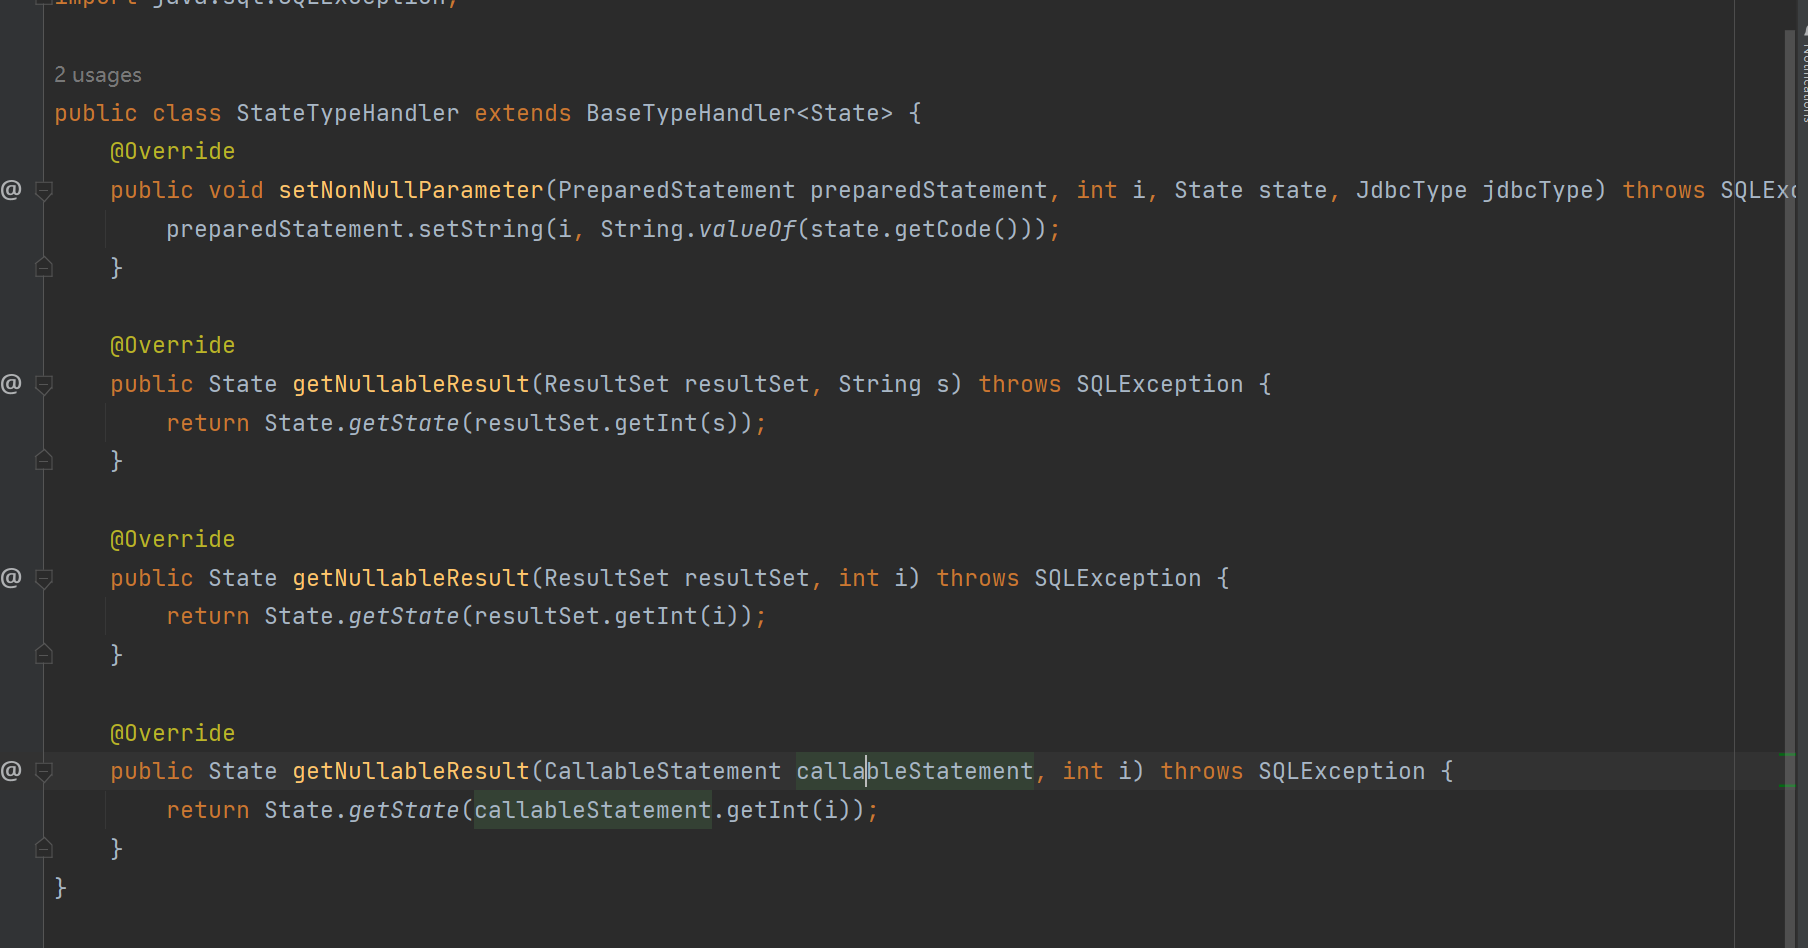 import java.sql.SQLException;
2 usages
public class StateTypeHandler extends BaseTypeHandler<State> {
@Override
public void setNonNullParameter(PreparedStatement preparedStatement, int i, State state, JdbcType jdbcType) throws SQLExc
preparedStatement.setString(i, String.valueOf(state.getCode()));
}
@Override
public State getNullableResult(ResultSet resultSet, String s) throws SQLException {
return State.getState(resultSet.getInt(s));
}
@Override
public State getNullableResult(ResultSet resultSet, int i) throws SQLException {
return State.getState(resultSet.getInt(i));
}
@Override
public State getNullableResult(CallableStatement callableStatement, int i) throws SQLException {
return State.getState(callableStatement.getInt(i));
}
}
Notifications